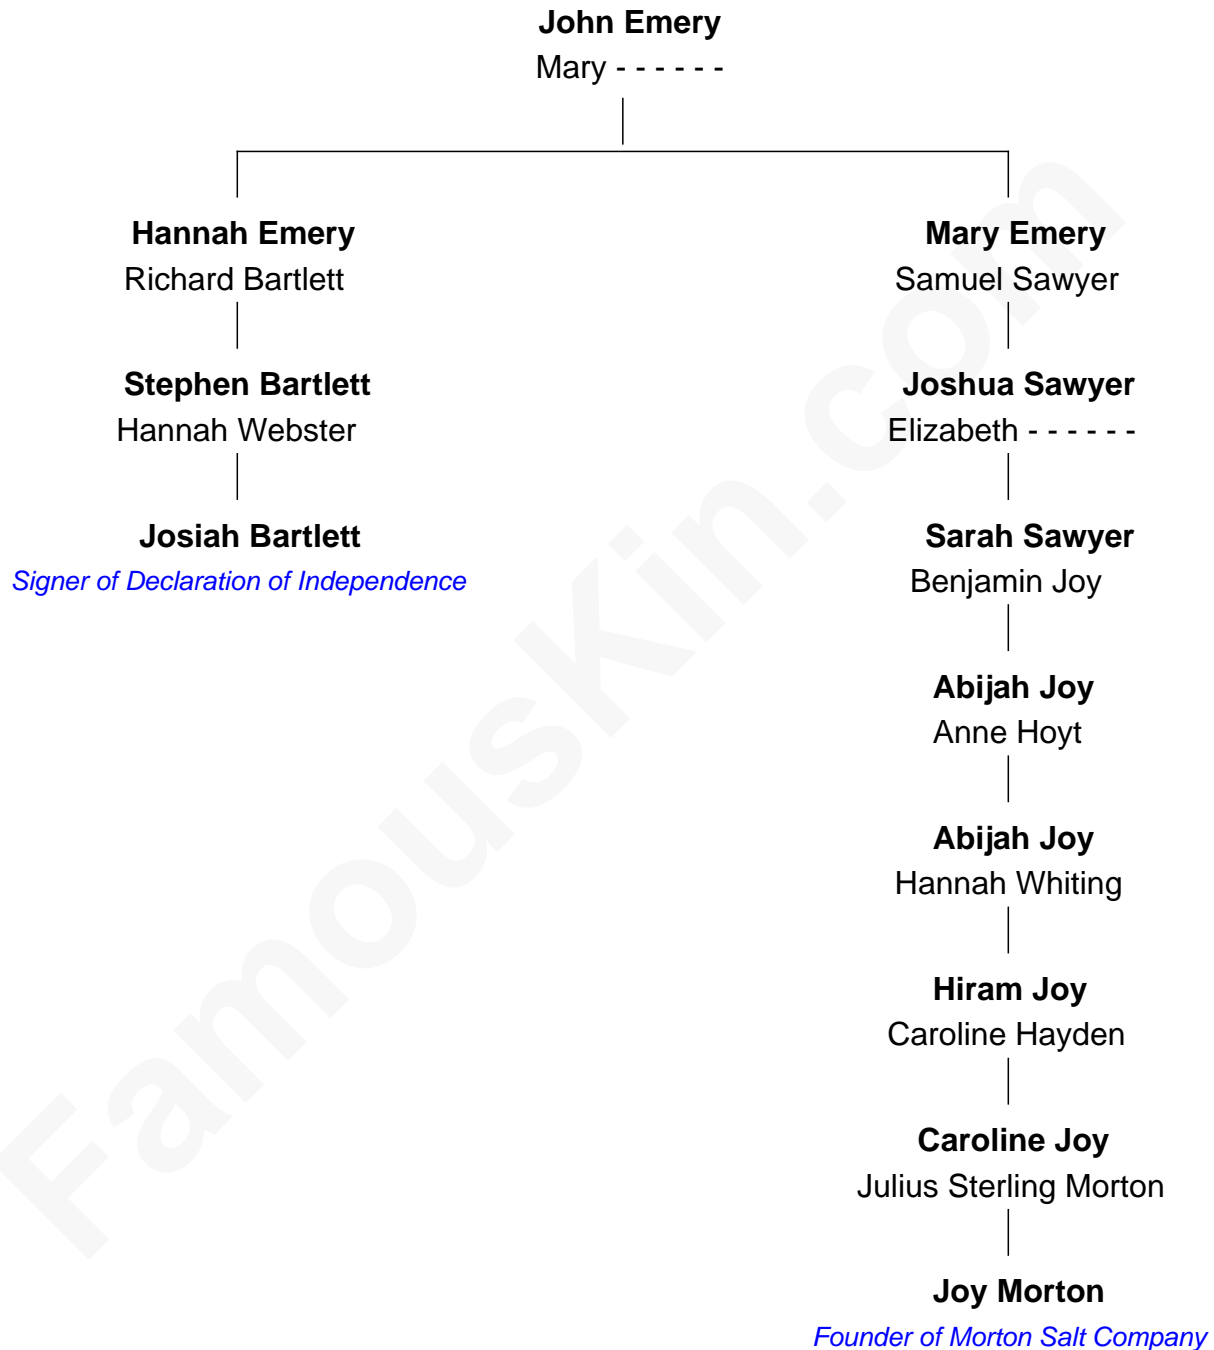 John Emery
Mary - - - - - -
Hannah Emery
Richard Bartlett
Stephen Bartlett
Hannah Webster
Josiah Bartlett
Signer of Declaration of Independence
Mary Emery
Samuel Sawyer
Joshua Sawyer
Elizabeth - - - - - -
Sarah Sawyer
Benjamin Joy
Abijah Joy
Anne Hoyt
Abijah Joy
Hannah Whiting
Hiram Joy
Caroline Hayden
Caroline Joy
Julius Sterling Morton
Joy Morton
Founder of Morton Salt Company
FamousKin.com